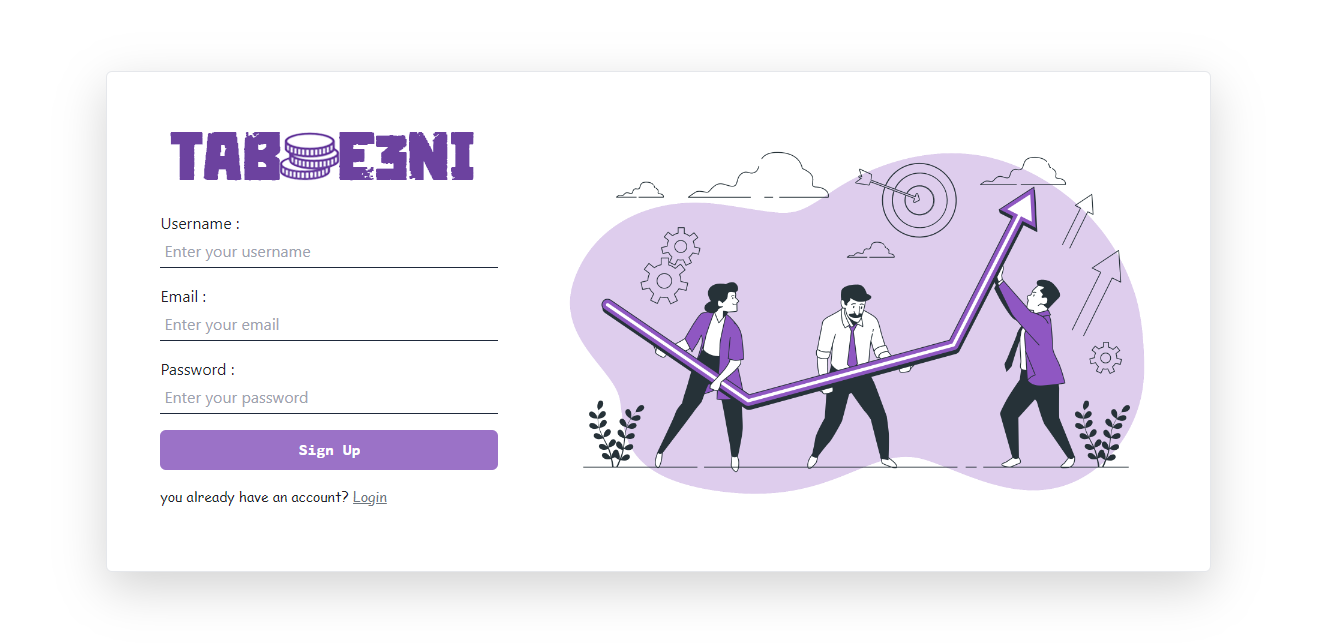 TAB E3NI
Username :
Enter your username
Email :
Enter your email
Password :
Enter your password
Sign Up
you already have an account? Login